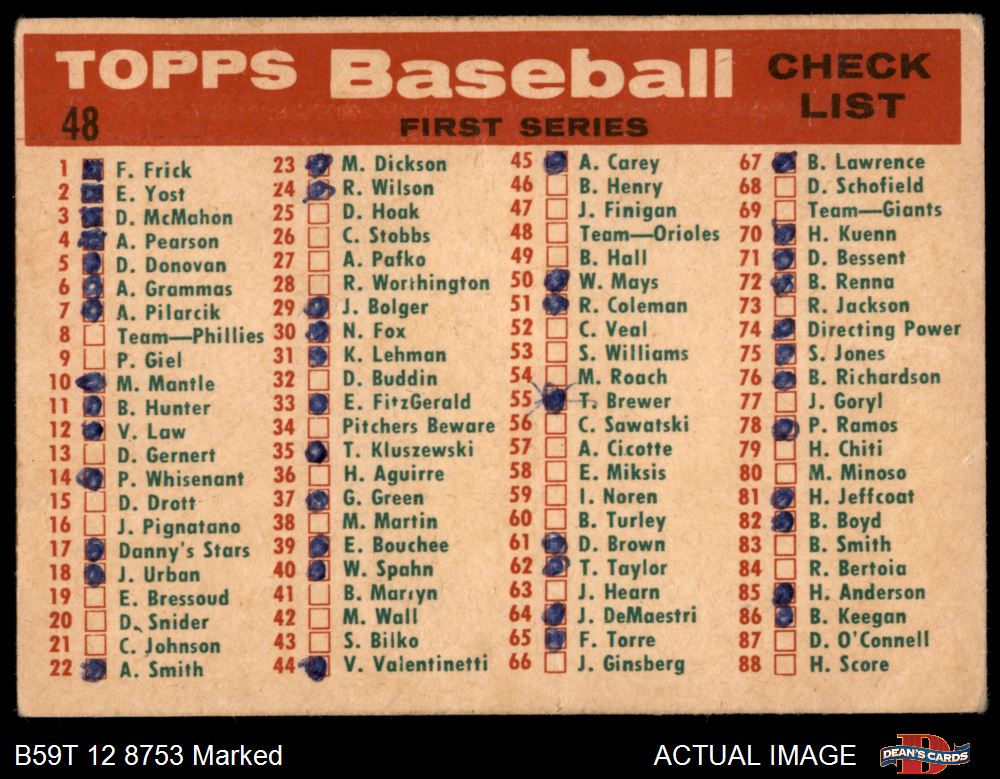 TOPPS Baseball CHECK LIST
48
FIRST SERIES
1 F. Frick
2 E. Yost
3 D. McMahon
4 A. Pearson
5 D. Donovan
6 A. Grammas
7 A. Pilarcik
8 Team—Phillies
9 P. Giel
10 M. Mantle
11 B. Hunter
12 V. Law
13 D. Gernert
14 P. Whisenant
15 D. Drott
16 J. Pignatano
17 Danny's Stars
18 J. Urban
19 E. Bressoud
20 D. Snider
21 C. Johnson
22 A. Smith
23 M. Dickson
24 R. Wilson
25 D. Hoak
26 C. Stobbs
27 A. Pafko
28 R. Worthington
29 J. Bolger
30 N. Fox
31 K. Lehman
32 D. Buddin
33 E. FitzGerald
34 Pitchers Beware
35 T. Kluszewski
36 H. Aguirre
37 G. Green
38 M. Martin
39 E. Bouchee
40 W. Spahn
41 B. Martyn
42 M. Wall
43 S. Bilko
44 V. Valentinetti
45 A. Carey
46 B. Henry
47 J. Finigan
48 Team—Orioles
49 B. Hall
50 W. Mays
51 R. Coleman
52 C. Veal
53 S. Williams
54 M. Roach
55 T. Brewer
56 C. Sawatski
57 A. Cicotte
58 E. Miksis
59 I. Noren
60 B. Turley
61 D. Brown
62 T. Taylor
63 J. Hearn
64 J. DeMaestri
65 F. Torre
66 J. Ginsberg
67 B. Lawrence
68 D. Schofield
69 Team—Giants
70 H. Kuenn
71 D. Bessent
72 B. Renna
73 R. Jackson
74 Directing Power
75 S. Jones
76 B. Richardson
77 J. Goryl
78 P. Ramos
79 H. Chiti
80 M. Minoso
81 H. Jeffcoat
82 B. Boyd
83 B. Smith
84 R. Bertoia
85 H. Anderson
86 B. Keegan
87 D. O'Connell
88 H. Score
B59T 12 8753 Marked
ACTUAL IMAGE
DEAN'S CARDS